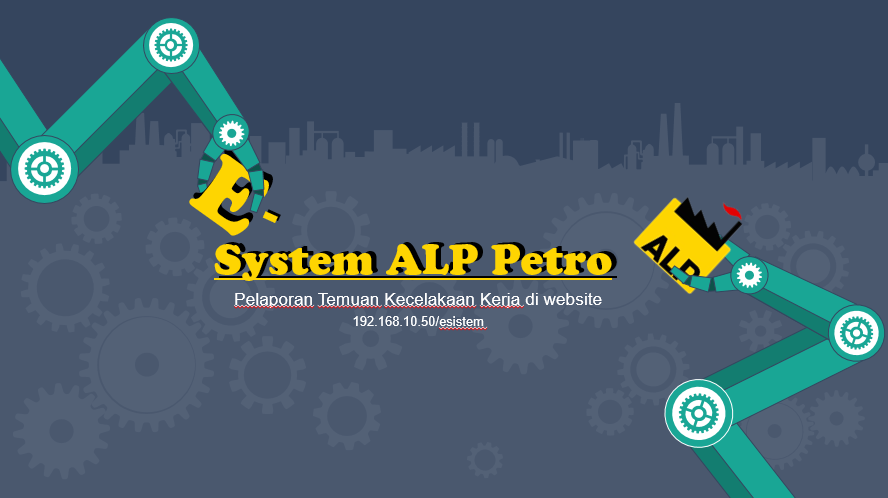 E-
System ALP Petro
ALP
Pelaporan Temuan Kecelakaan Kerja di website
192.168.10.50/esistem